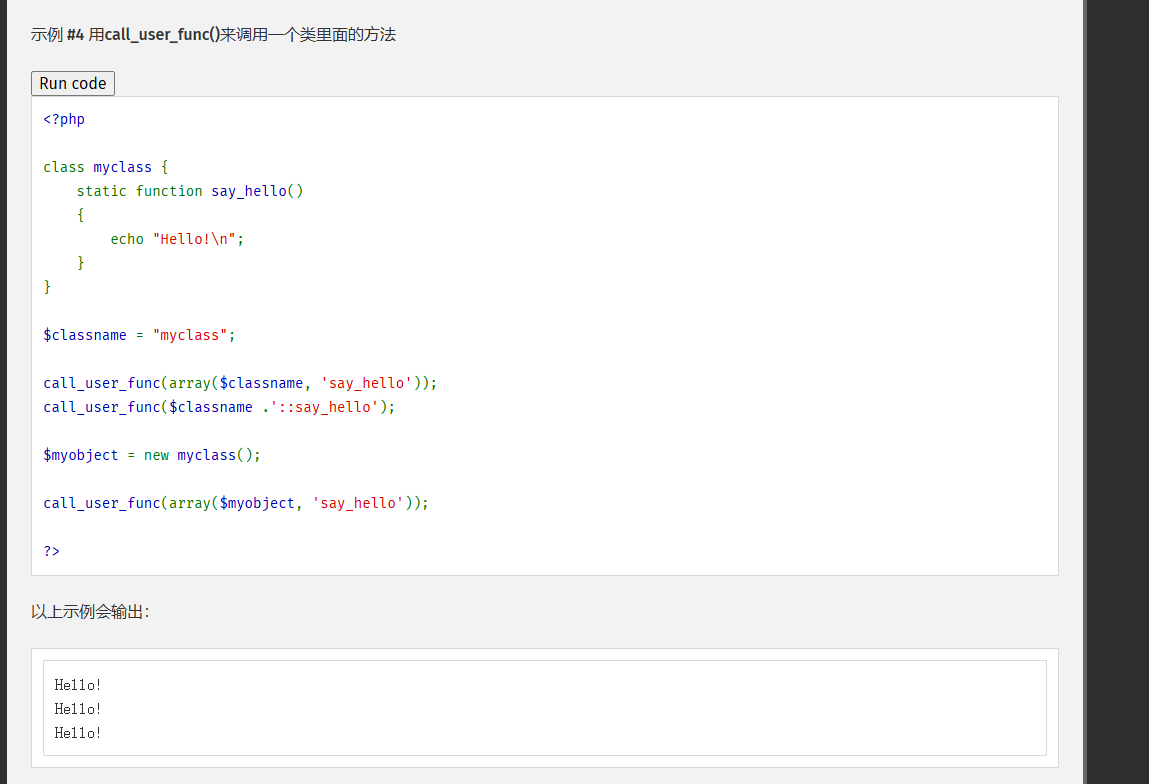 示例 #4 用call_user_func()来调用一个类里面的方法
Run code
<?php
class myclass {
    static function say_hello()
    {
        echo "Hello!\n";
    }
}
$classname = "myclass";
call_user_func(array($classname, 'say_hello'));
call_user_func($classname .'::say_hello');
$myobject = new myclass();
call_user_func(array($myobject, 'say_hello'));
?>
以上示例会输出：
Hello!
Hello!
Hello!